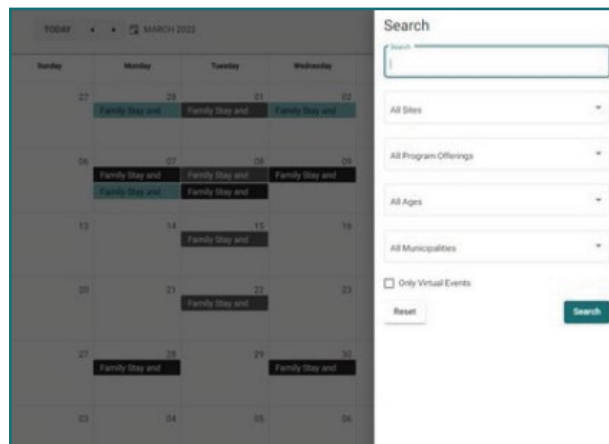 TODAY MARCH 2022
Sunday Monday Tuesday Wednesday
27 28 01 02
Family Stay and Family Stay and Family Stay and
06 07 08 09
Family Stay and Family Stay and Family Stay and
Family Stay and Family Stay and
13 14 15 16
Family Stay and
20 21 22 23
Family Stay and
27 28 29 30
Family Stay and Family Stay and
03 04 05 06
Search
Search
All Sites
All Program Offerings
All Ages
All Municipalities
Only Virtual Events
Reset Search